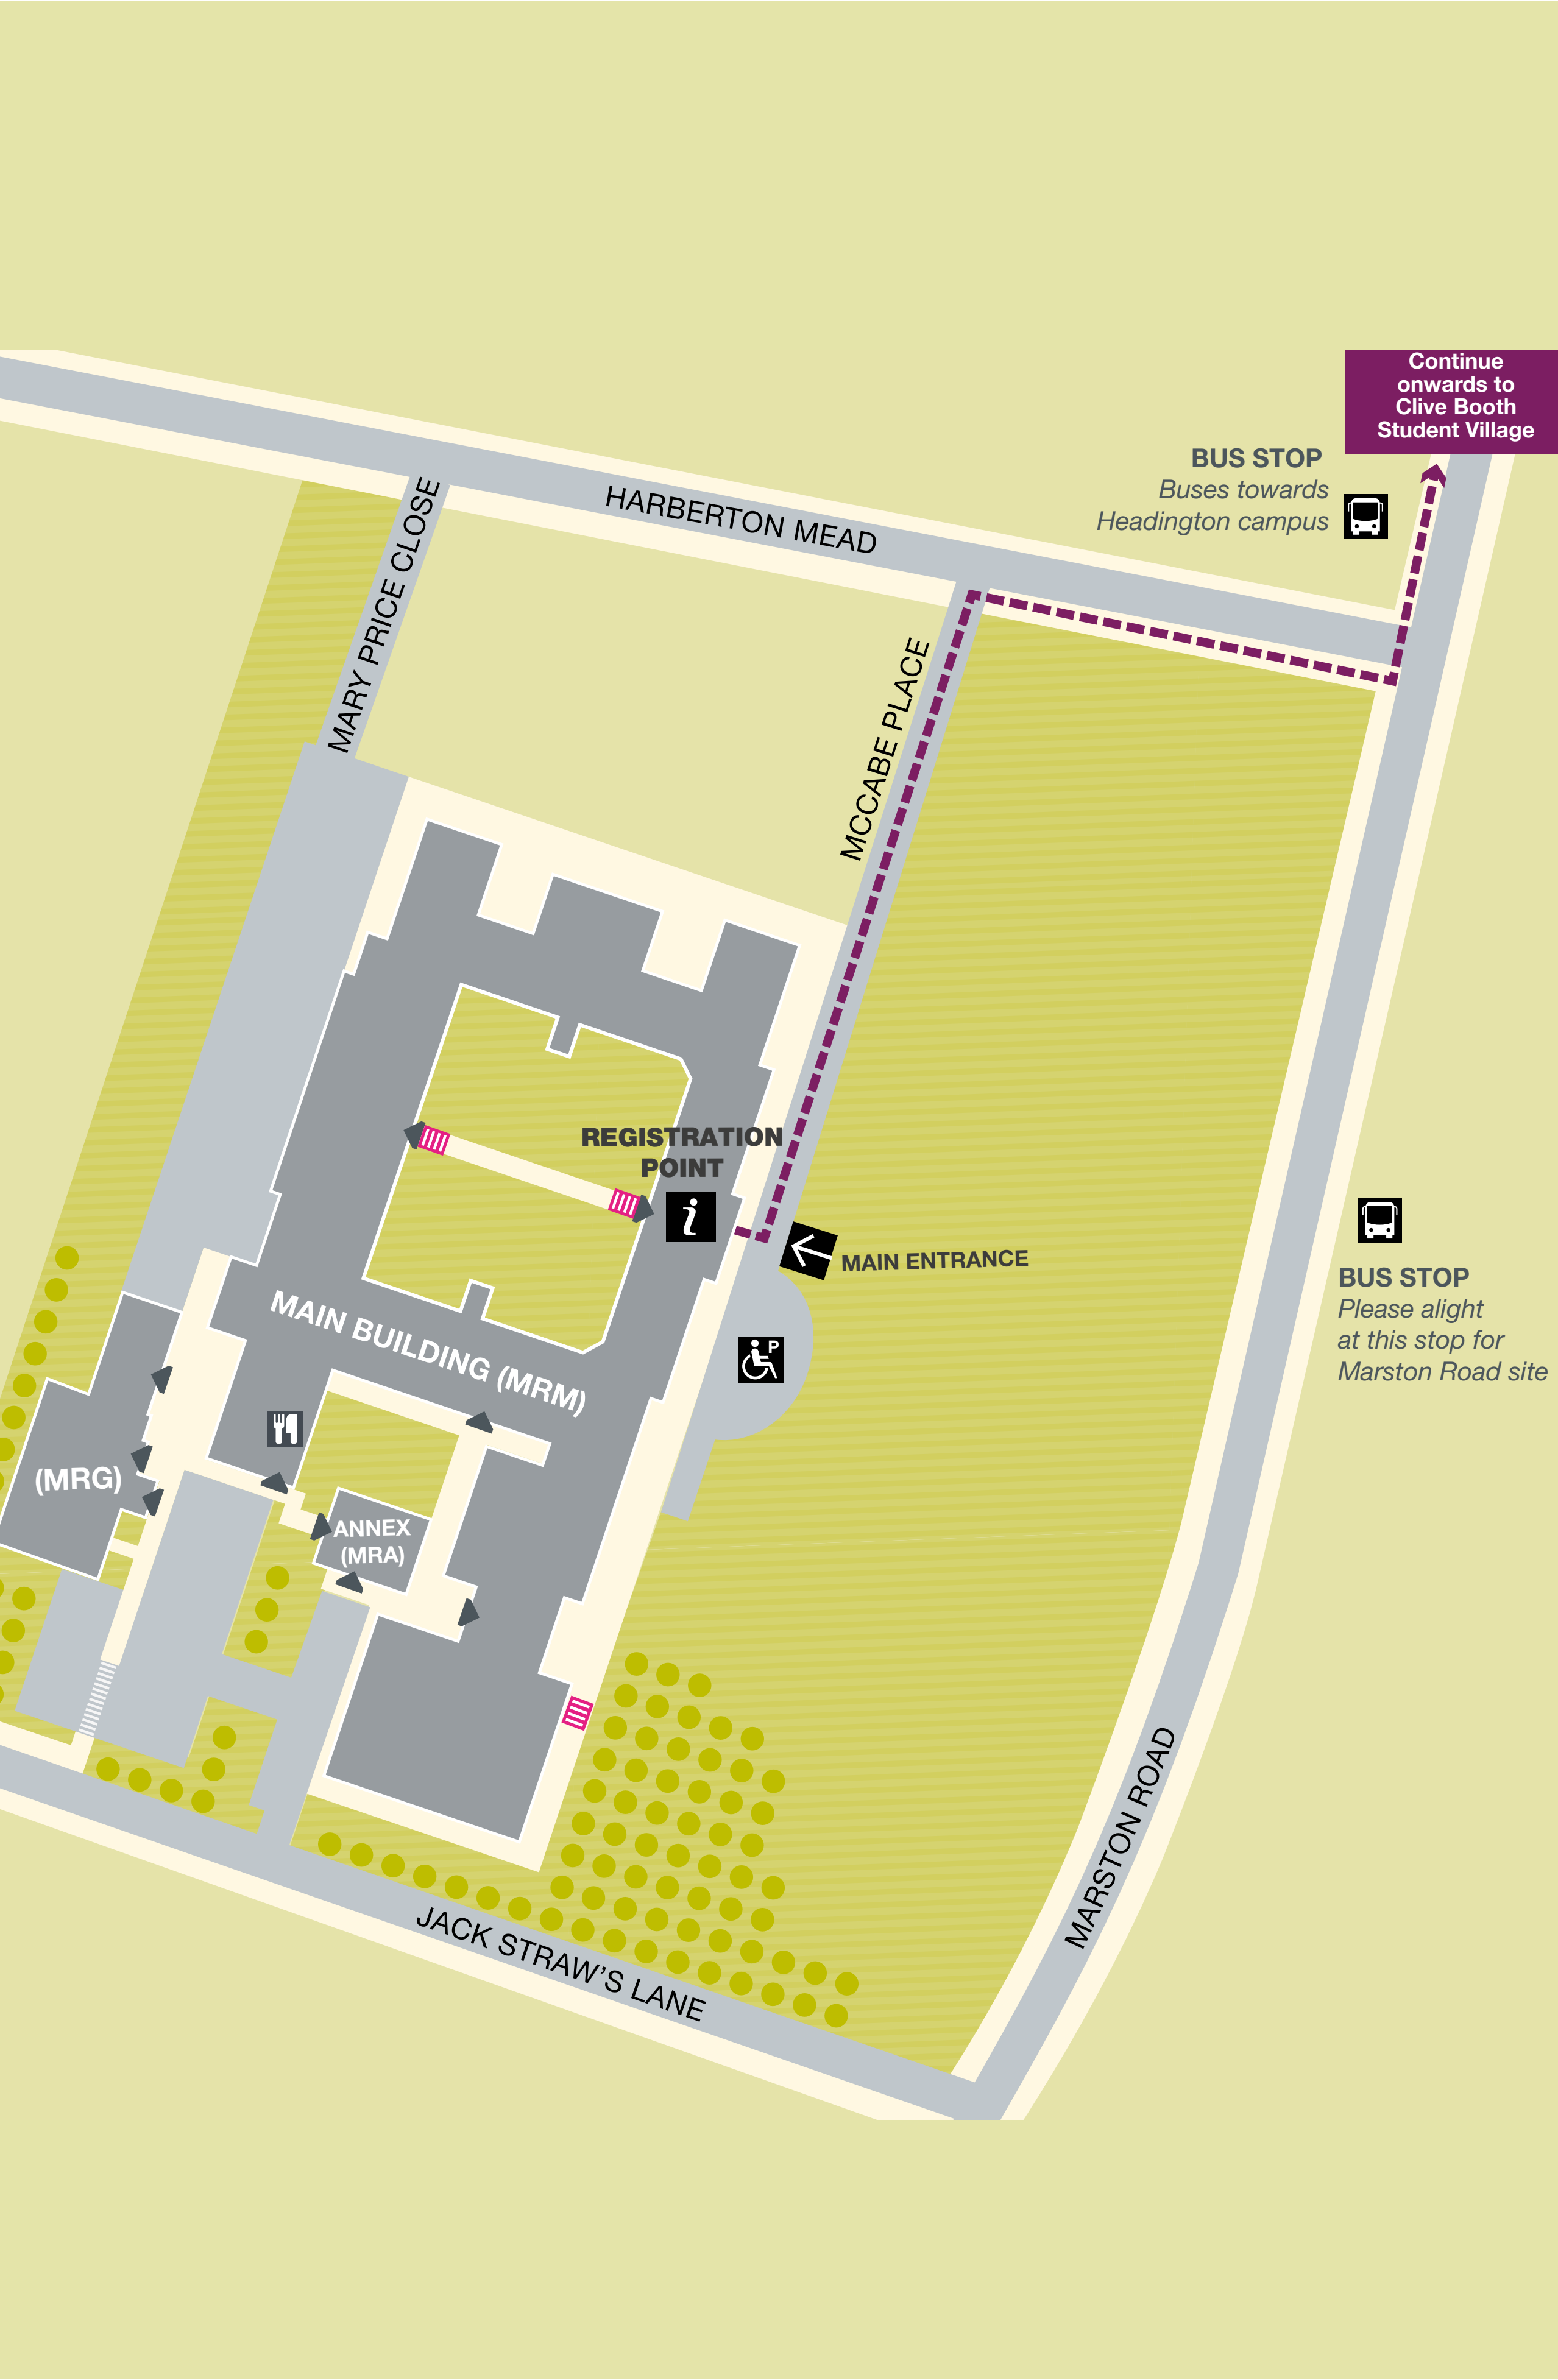 Continue
onwards to
Clive Booth
Student Village
BUS STOP
Buses towards
Headington campus
HARBERTON MEAD
MARY PRICE CLOSE
MCCABE PLACE
REGISTRATION
POINT
i
MAIN ENTRANCE
BUS STOP
Please alight
at this stop for
Marston Road site
MAIN BUILDING (MRM)
P
(MRG)
ANNEX
(MRA)
MARSTON ROAD
JACK STRAW’S LANE